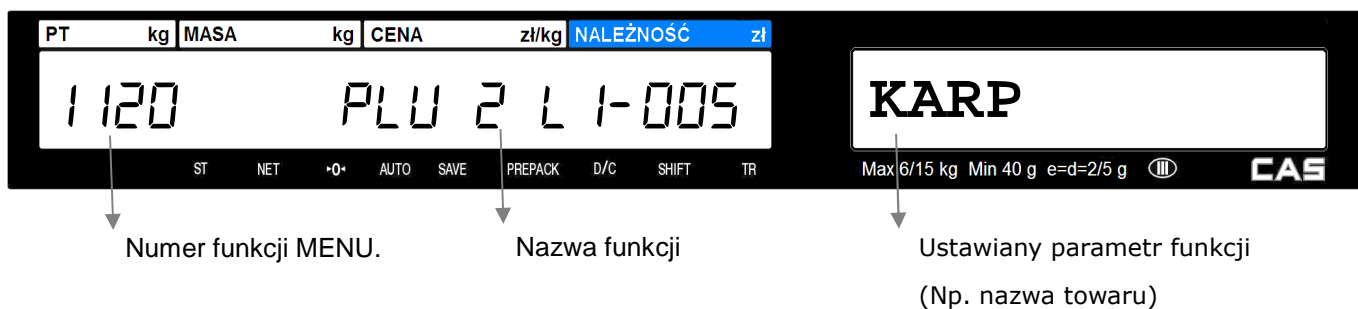 PT kg MASA kg CENA zł/kg NALEŻNOŚĆ zł
1120 PLU 2 L1-005 KARP
ST NET ▸0◂ AUTO SAVE PREPACK D/C SHIFT TR Max 6/15 kg Min 40 g e=d=2/5 g III CAS
Numer funkcji MENU. Nazwa funkcji Ustawiany parametr funkcji
(Np. nazwa towaru)